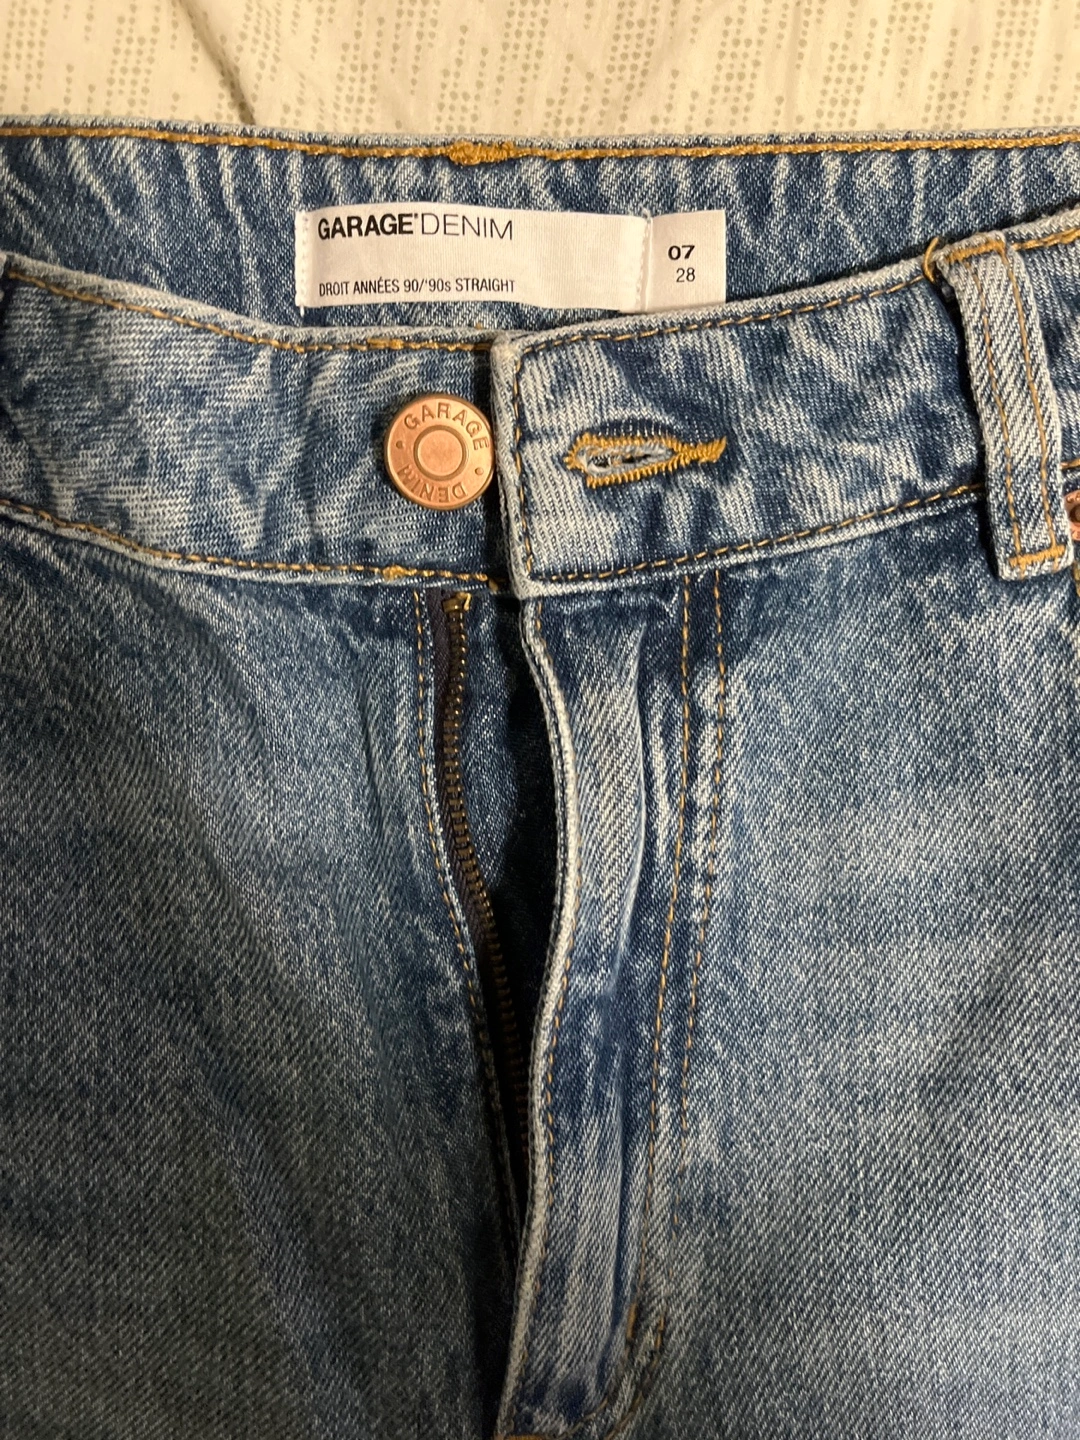 GARAGE® DENIM
DROIT ANNÉES 90/'90s STRAIGHT
07
28
GARAGE
DENIM